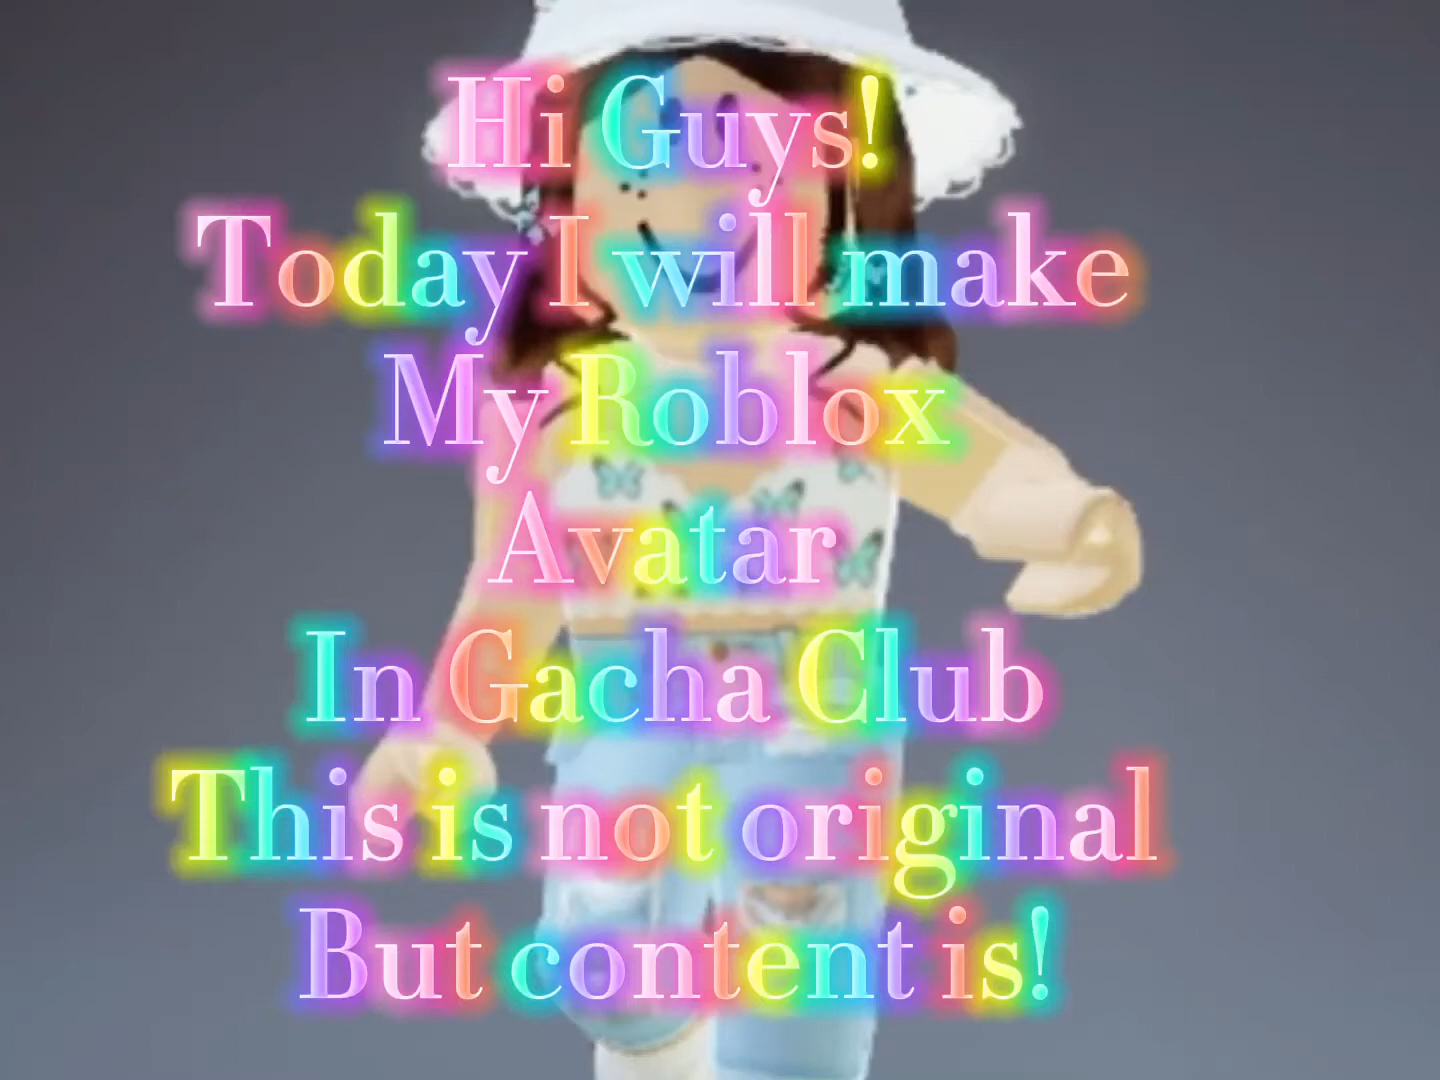 Hi Guys!
Today I will make
My Roblox
Avatar
In Gacha Club
This is not original
But content is!